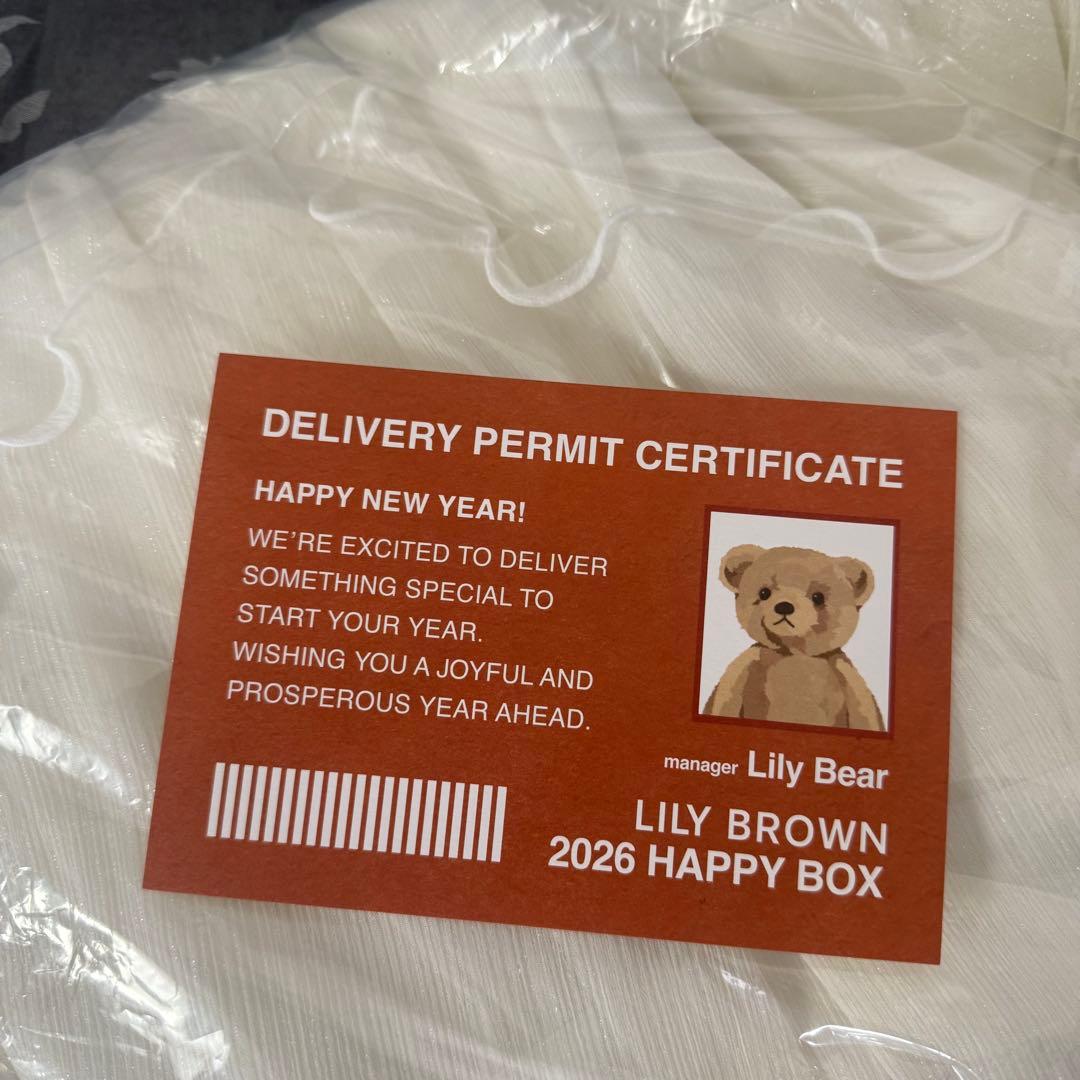 DELIVERY PERMIT CERTIFICATE
HAPPY NEW YEAR!
WE'RE EXCITED TO DELIVER
SOMETHING SPECIAL TO
START YOUR YEAR.
WISHING YOU A JOYFUL AND
PROSPEROUS YEAR AHEAD.
manager Lily Bear
LILY BROWN
2026 HAPPY BOX